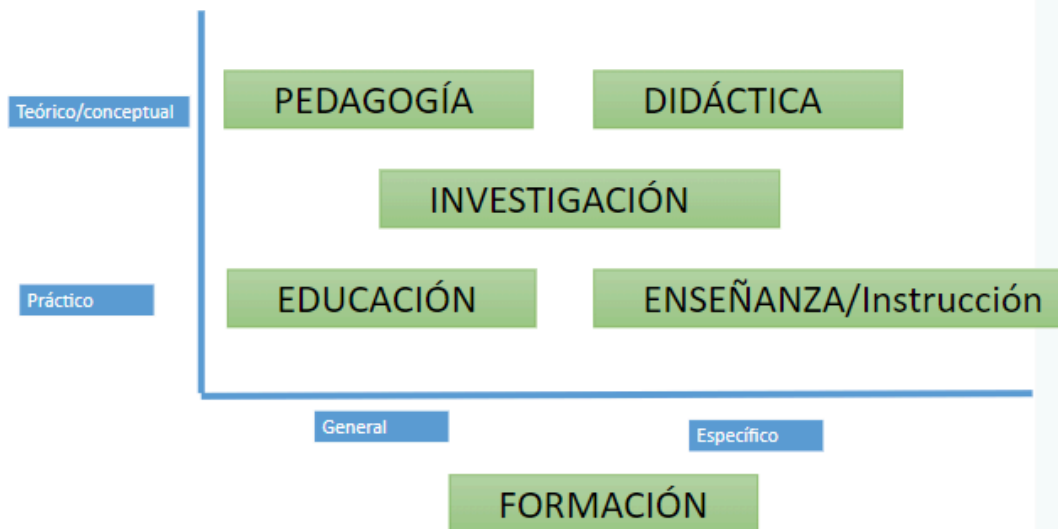 PEDAGOGÍA
DIDÁCTICA
Teórico/conceptual
INVESTIGACIÓN
EDUCACIÓN
ENSEÑANZA/Instrucción
Práctico
General
Específico
FORMACIÓN